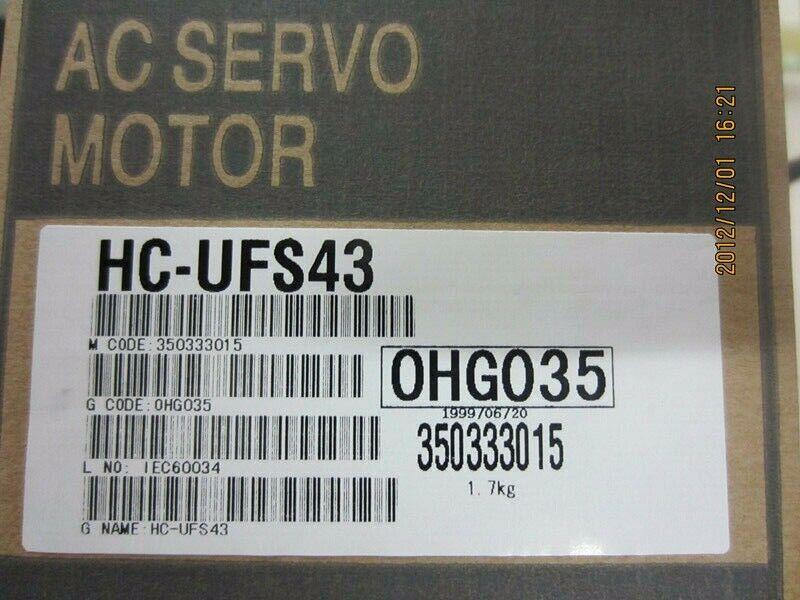 AC SERVO
MOTOR
2012/12/01 16:21
HC-UFS43
M CODE:350333015
G CODE:OHG035
OHG035
1999/06/20
350333015
1.7kg
L NO: IEC60034
G NAME:HC-UFS43